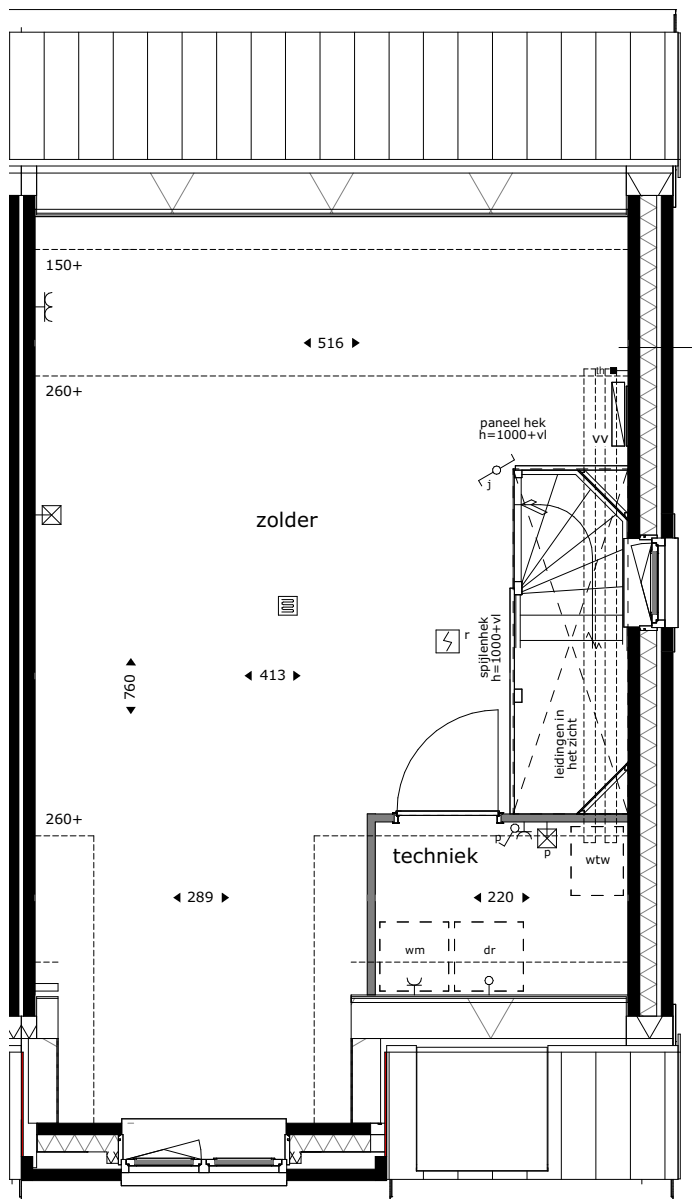 150+
516
260+
lhr
vv
paneel hek
h=1000+vl
j
zolder
r
spijlenhek
h=1000+vl
760
413
leidingen in
het zicht
260+
p
p
techniek
wtw
289
220
wm
dr